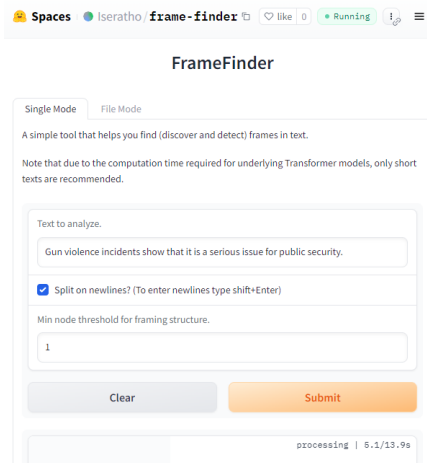 Spaces Iseratho/frame-finder like 0 Running
FrameFinder
Single Mode File Mode
A simple tool that helps you find (discover and detect) frames in text.
Note that due to the computation time required for underlying Transformer models, only short
texts are recommended.
Text to analyze.
Gun violence incidents show that it is a serious issue for public security.
Split on newlines? (To enter newlines type shift+Enter)
Min node threshold for framing structure.
1
Clear Submit
processing | 5.1/13.9s